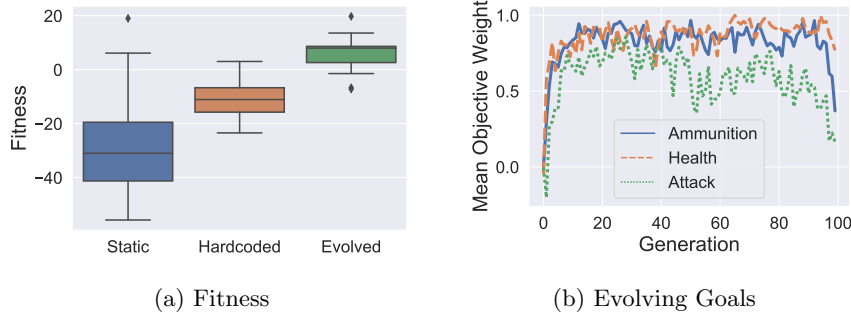 20
0
−20
−40
Fitness
Static Hardcoded Evolved
(a) Fitness
1.0
0.5
0.0
Mean Objective Weight
Ammunition
Health
Attack
0 20 40 60 80 100
Generation
(b) Evolving Goals